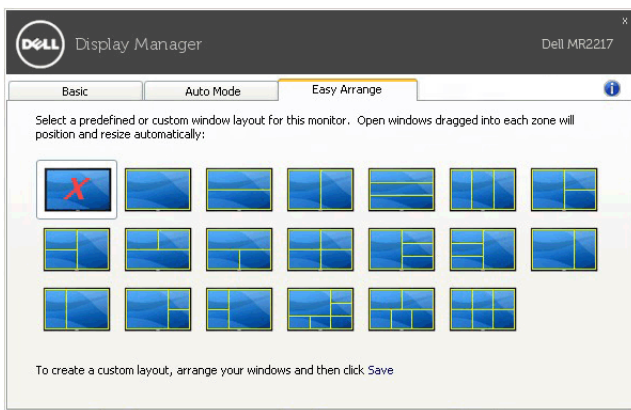 x
DELL Display Manager Dell MR2217
Basic Auto Mode Easy Arrange i
Select a predefined or custom window layout for this monitor. Open windows dragged into each zone will
position and resize automatically:
X
To create a custom layout, arrange your windows and then click Save